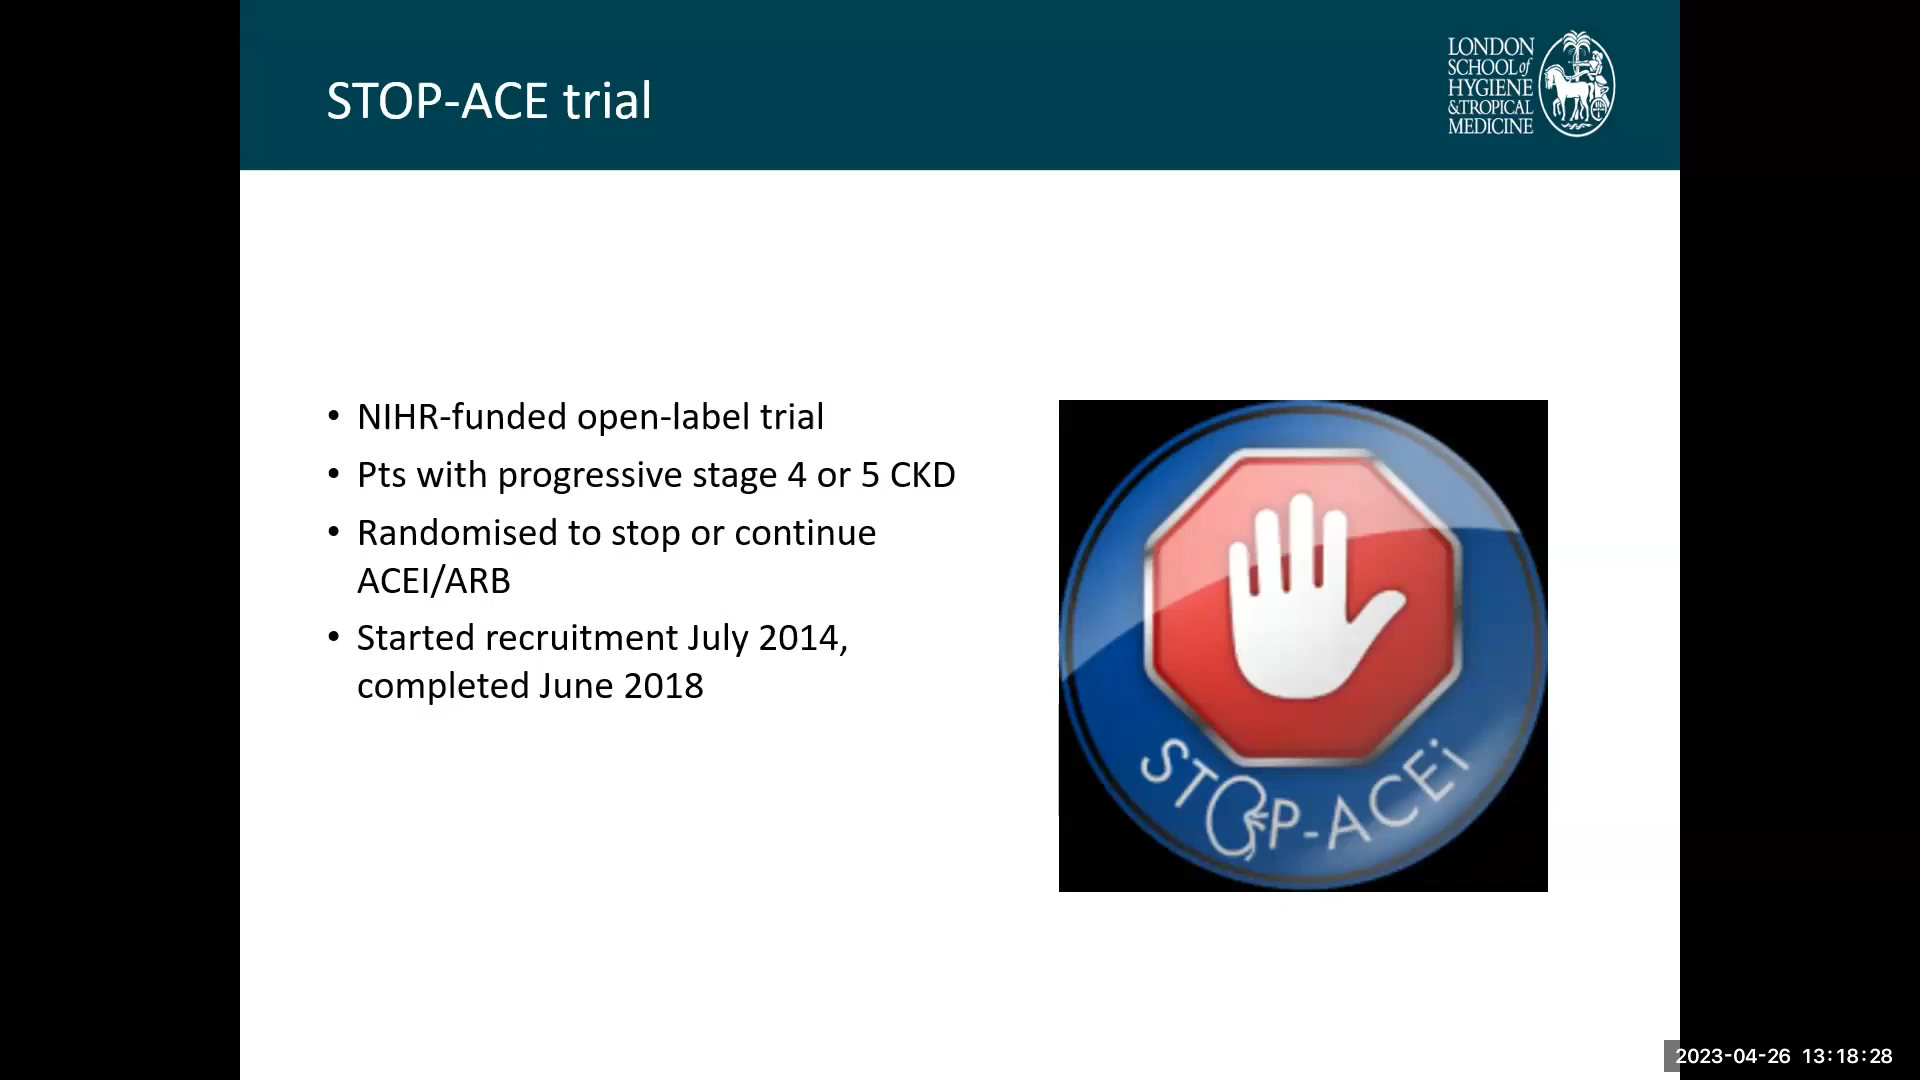 STOP-ACE trial
LONDON
SCHOOL of
HYGIENE
& TROPICAL
MEDICINE
• NIHR-funded open-label trial
• Pts with progressive stage 4 or 5 CKD
• Randomised to stop or continue
ACEI/ARB
• Started recruitment July 2014,
completed June 2018
STOP-ACEi
2023-04-26 13:18:28